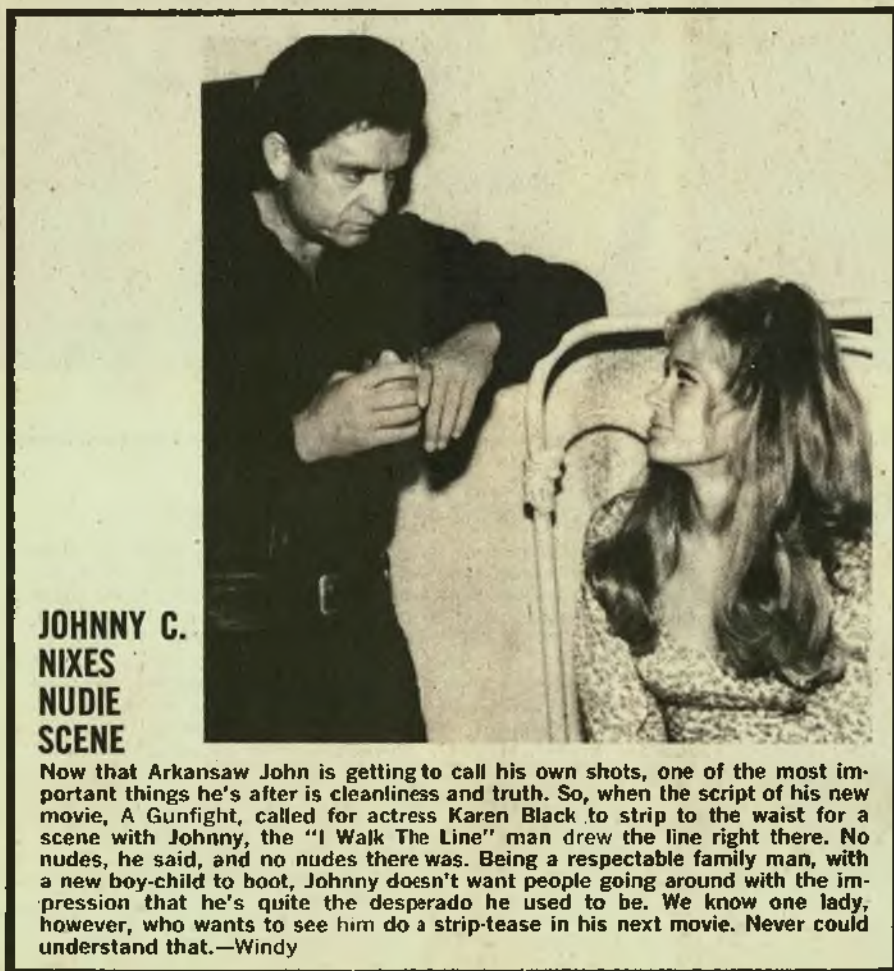 JOHNNY C.
NIXES
NUDIE
SCENE
Now that Arkansaw John is getting to call his own shots, one of the most im-
portant things he's after is cleanliness and truth. So, when the script of his new
movie, A Gunfight, called for actress Karen Black to strip to the waist for a
scene with Johnny, the "I Walk The Line" man drew the line right there. No
nudes, he said, and no nudes there was. Being a respectable family man, with
a new boy-child to boot, Johnny doesn't want people going around with the im-
pression that he's quite the desperado he used to be. We know one lady,
however, who wants to see him do a strip-tease in his next movie. Never could
understand that.—Windy